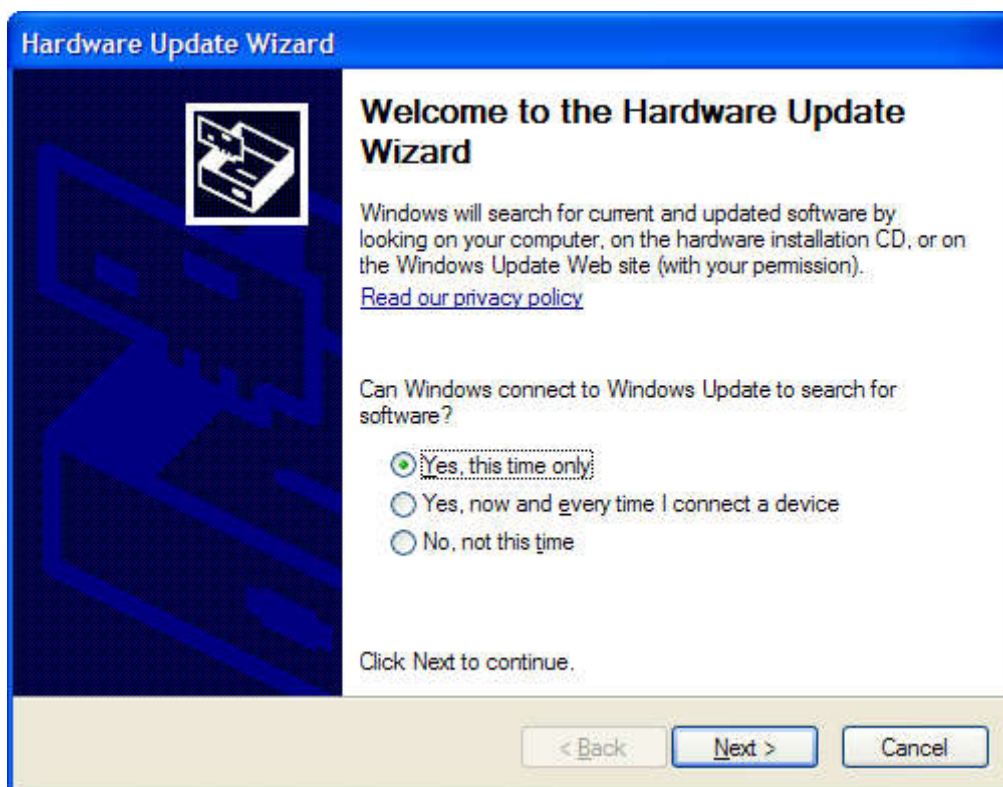 Hardware Update Wizard
Welcome to the Hardware Update
Wizard
Windows will search for current and updated software by
looking on your computer, on the hardware installation CD, or on
the Windows Update Web site (with your permission).
Read our privacy policy
Can Windows connect to Windows Update to search for
software?
Yes, this time only
Yes, now and every time I connect a device
No, not this time
Click Next to continue.
< Back Next > Cancel